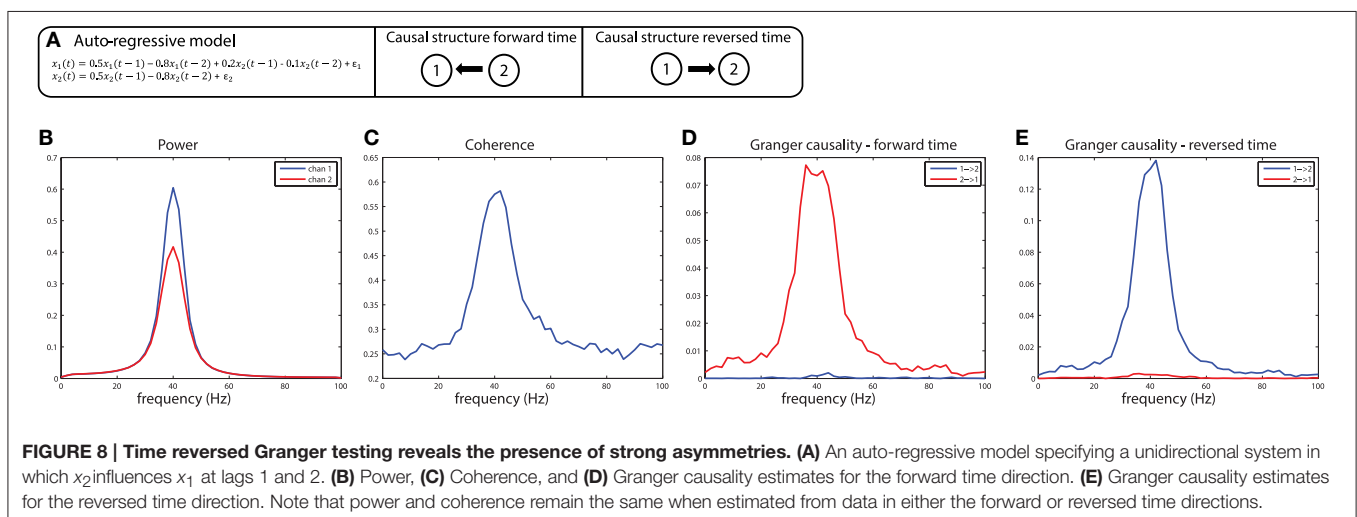 A Auto-regressive model
x₁(t) = 0.5x₁(t − 1) − 0.8x₁(t − 2) + 0.2x₂(t − 1) - 0.1x₂(t − 2) + ε₁
x₂(t) = 0.5x₂(t − 1) − 0.8x₂(t − 2) + ε₂
Causal structure forward time
1 2
Causal structure reversed time
1 2
B Power
chan 1
chan 2
0.7
0.6
0.5
0.4
0.3
0.2
0.1
0
0 20 40 60 80 100
frequency (Hz)
C Coherence
0.65
0.6
0.55
0.5
0.45
0.4
0.35
0.3
0.25
0.2
0 20 40 60 80 100
frequency (Hz)
D Granger causality - forward time
1-->2
2-->1
0.08
0.07
0.06
0.05
0.04
0.03
0.02
0.01
0
0 20 40 60 80 100
frequency (Hz)
E Granger causality - reversed time
1-->2
2-->1
0.14
0.12
0.1
0.08
0.06
0.04
0.02
0
0 20 40 60 80 100
frequency (Hz)
FIGURE 8 | Time reversed Granger testing reveals the presence of strong asymmetries. (A) An auto-regressive model specifying a unidirectional system in
which x₂influences x₁ at lags 1 and 2. (B) Power, (C) Coherence, and (D) Granger causality estimates for the forward time direction. (E) Granger causality estimates
for the reversed time direction. Note that power and coherence remain the same when estimated from data in either the forward or reversed time directions.